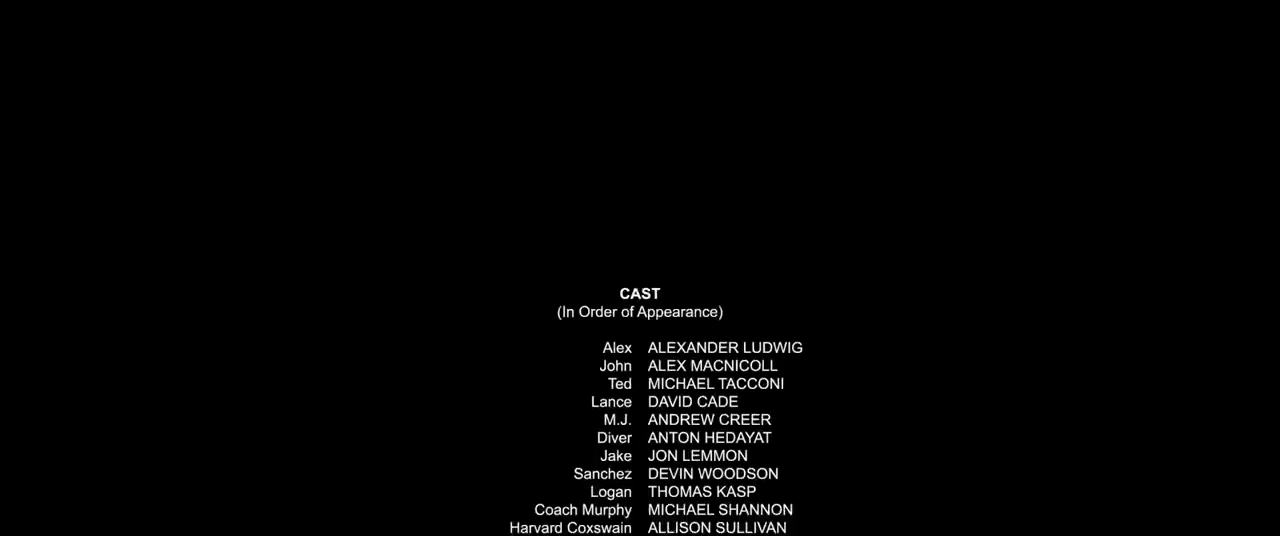 CAST
(In Order of Appearance)
Alex ALEXANDER LUDWIG
John ALEX MACNICOLL
Ted MICHAEL TACCONI
Lance DAVID CADE
M.J. ANDREW CREER
Diver ANTON HEDAYAT
Jake JON LEMMON
Sanchez DEVIN WOODSON
Logan THOMAS KASP
Coach Murphy MICHAEL SHANNON
Harvard Coxswain ALLISON SULLIVAN